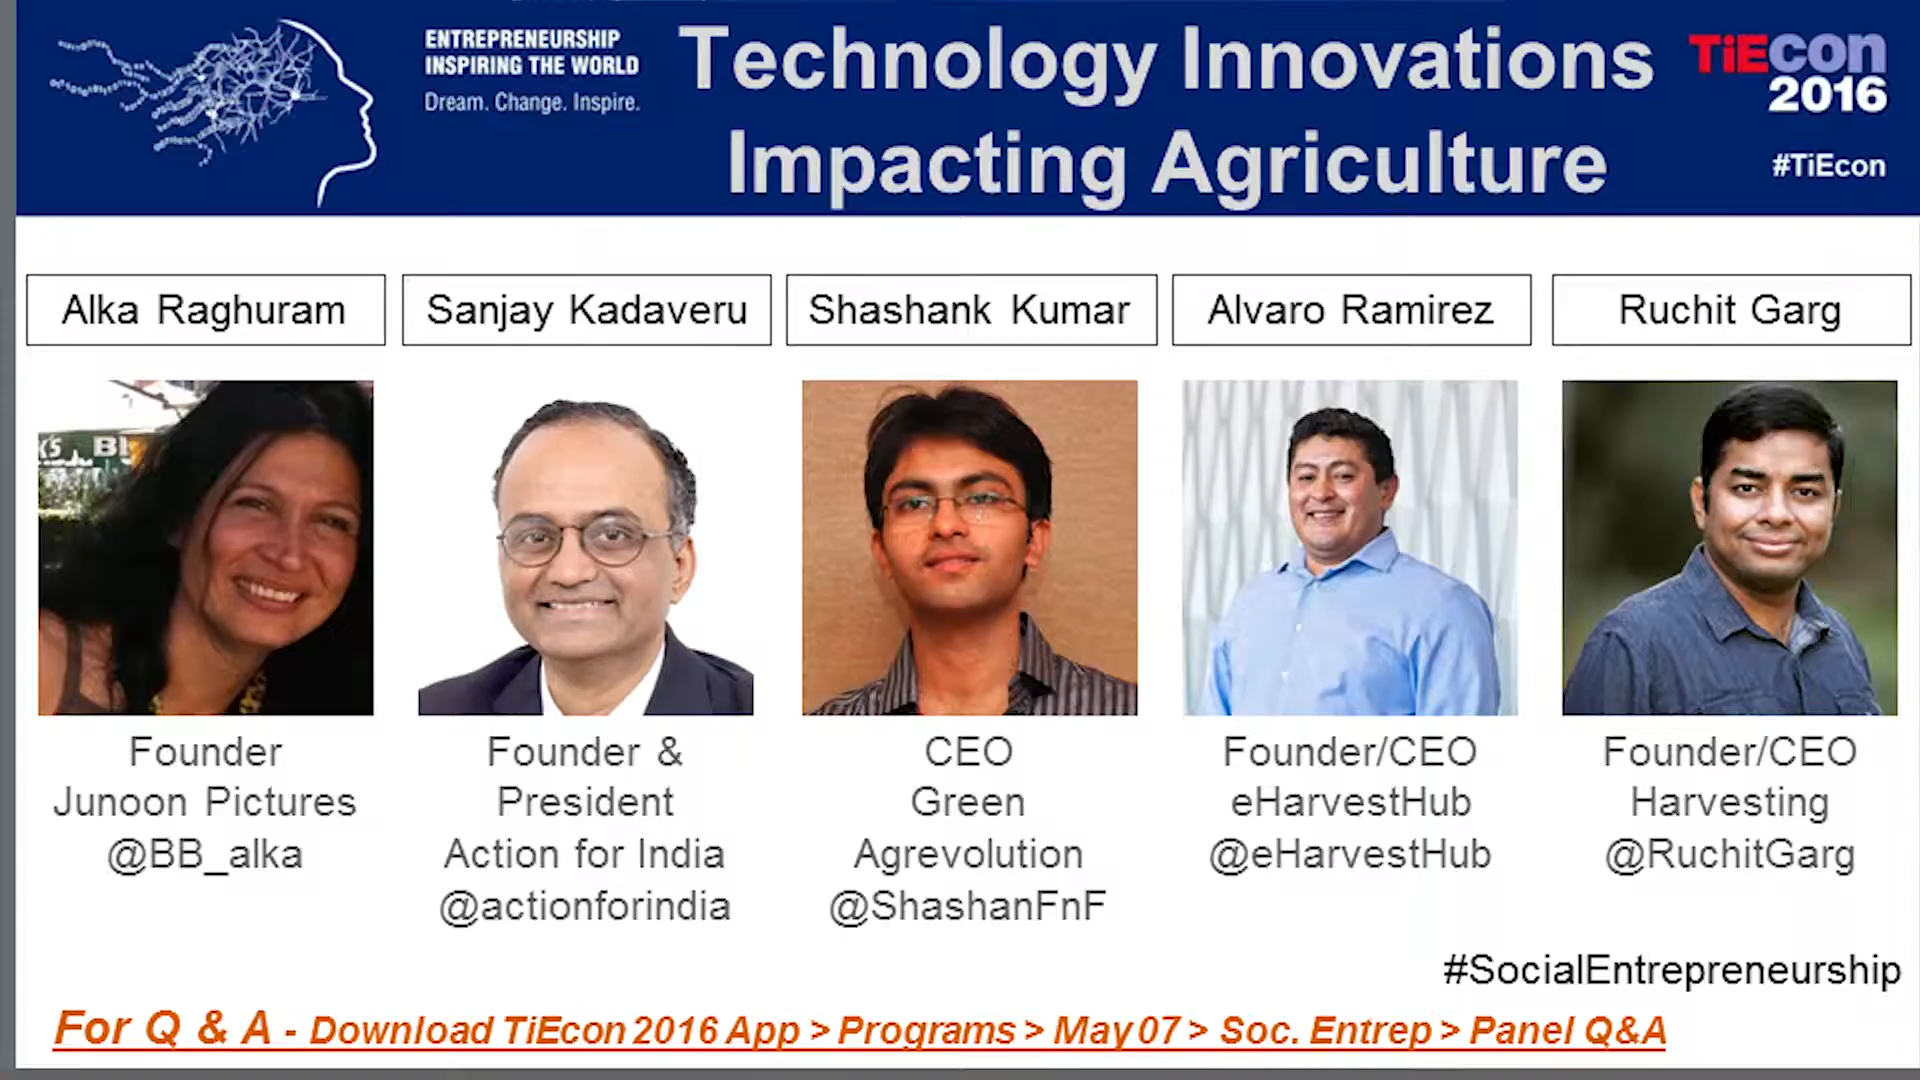 ENTREPRENEURSHIP
INSPIRING THE WORLD
Dream. Change. Inspire.
Technology Innovations
Impacting Agriculture
TiEcon
2016
#TiEcon
Alka Raghuram
Sanjay Kadaveru
Shashank Kumar
Alvaro Ramirez
Ruchit Garg
KS BI
Founder
Junoon Pictures
@BB_alka
Founder &
President
Action for India
@actionforindia
CEO
Green
Agrevolution
@ShashanFnF
Founder/CEO
eHarvestHub
@eHarvestHub
Founder/CEO
Harvesting
@RuchitGarg
#SocialEntrepreneurship
For Q & A - Download TiEcon 2016 App > Programs > May 07 > Soc. Entrep > Panel Q&A